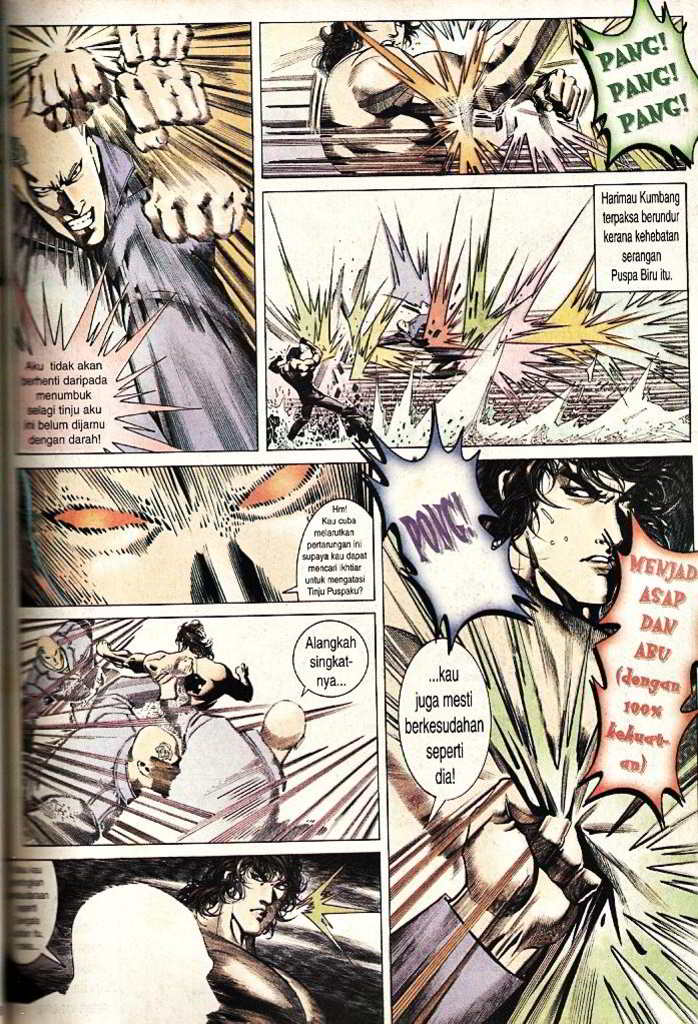 PANG!
PANG!
PANG!
Harimau Kumbang
terpaksa berundur
kerana kehebatan
serangan
Puspa Biru itu.
Aku tidak akan
berhenti daripada
menumbuk
selagi tinju aku
ini belum dijarnu
dengan darah!
Hm!
Kau cuba
melarutkan
pertarungan ini
supaya kau dapat
mencari ikhtiar
untuk mengatasi
Tinju Puspaku?
PONG!
MENJAD
ASAP
DAN
ABU
(dengan
100%
kekuat-
an)
Alangkah
singkat-
nya...
...kau
juga mesti
berkesudahan
seperti
dia!